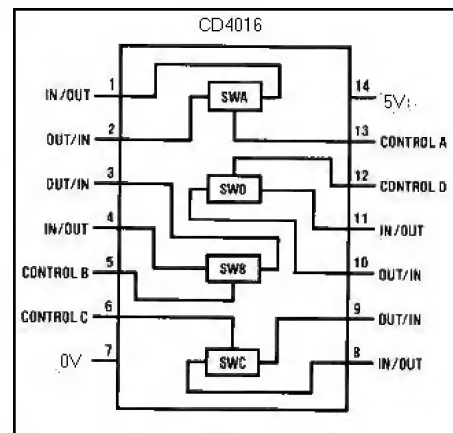 CD4016
1
IN/OUT
SWA
14
5V
2
OUT/IN
13
CONTROL A
3
OUT/IN
12
CONTROL D
SWD
4
IN/OUT
11
IN/OUT
5
CONTROL B
SWB
10
OUT/IN
6
CONTROL C
9
OUT/IN
7
0V
SWC
8
IN/OUT